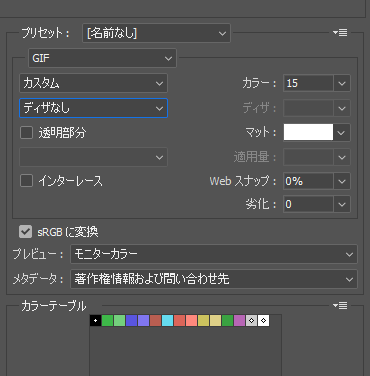 プリセット： [名前なし]
GIF
カスタム カラー： 15
ディザなし ディザ：
透明部分 マット：
適用量：
インターレース Web スナップ： 0%
劣化： 0
sRGB に変換
プレビュー： モニターカラー
メタデータ： 著作権情報および問い合わせ先
カラーテーブル